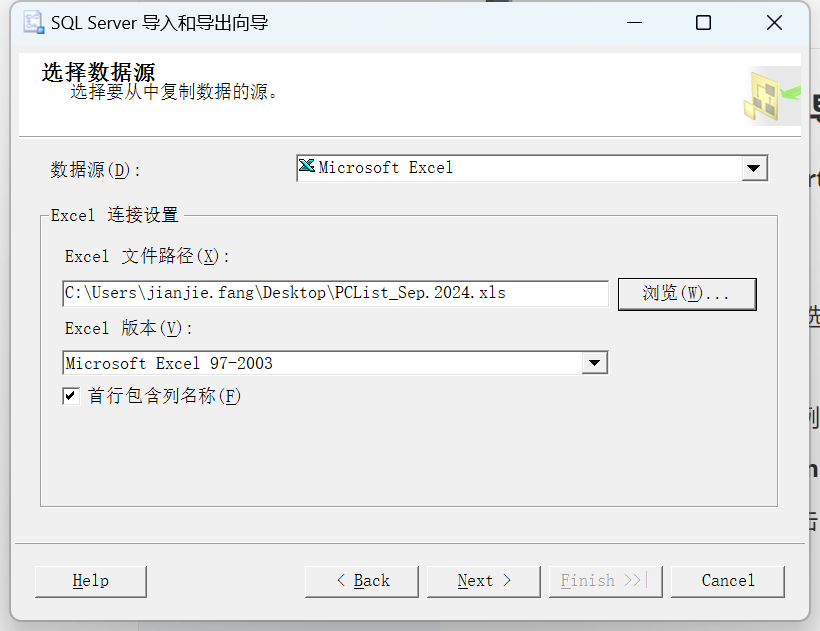 SQL Server 导入和导出向导
选择数据源
选择要从中复制数据的源。
数据源(D):
Microsoft Excel
Excel 连接设置
Excel 文件路径(X):
C:\Users\jianjie.fang\Desktop\PCList_Sep.2024.xls
浏览(W)...
Excel 版本(V):
Microsoft Excel 97-2003
首行包含列名称(F)
Help
< Back
Next >
Finish >>|
Cancel